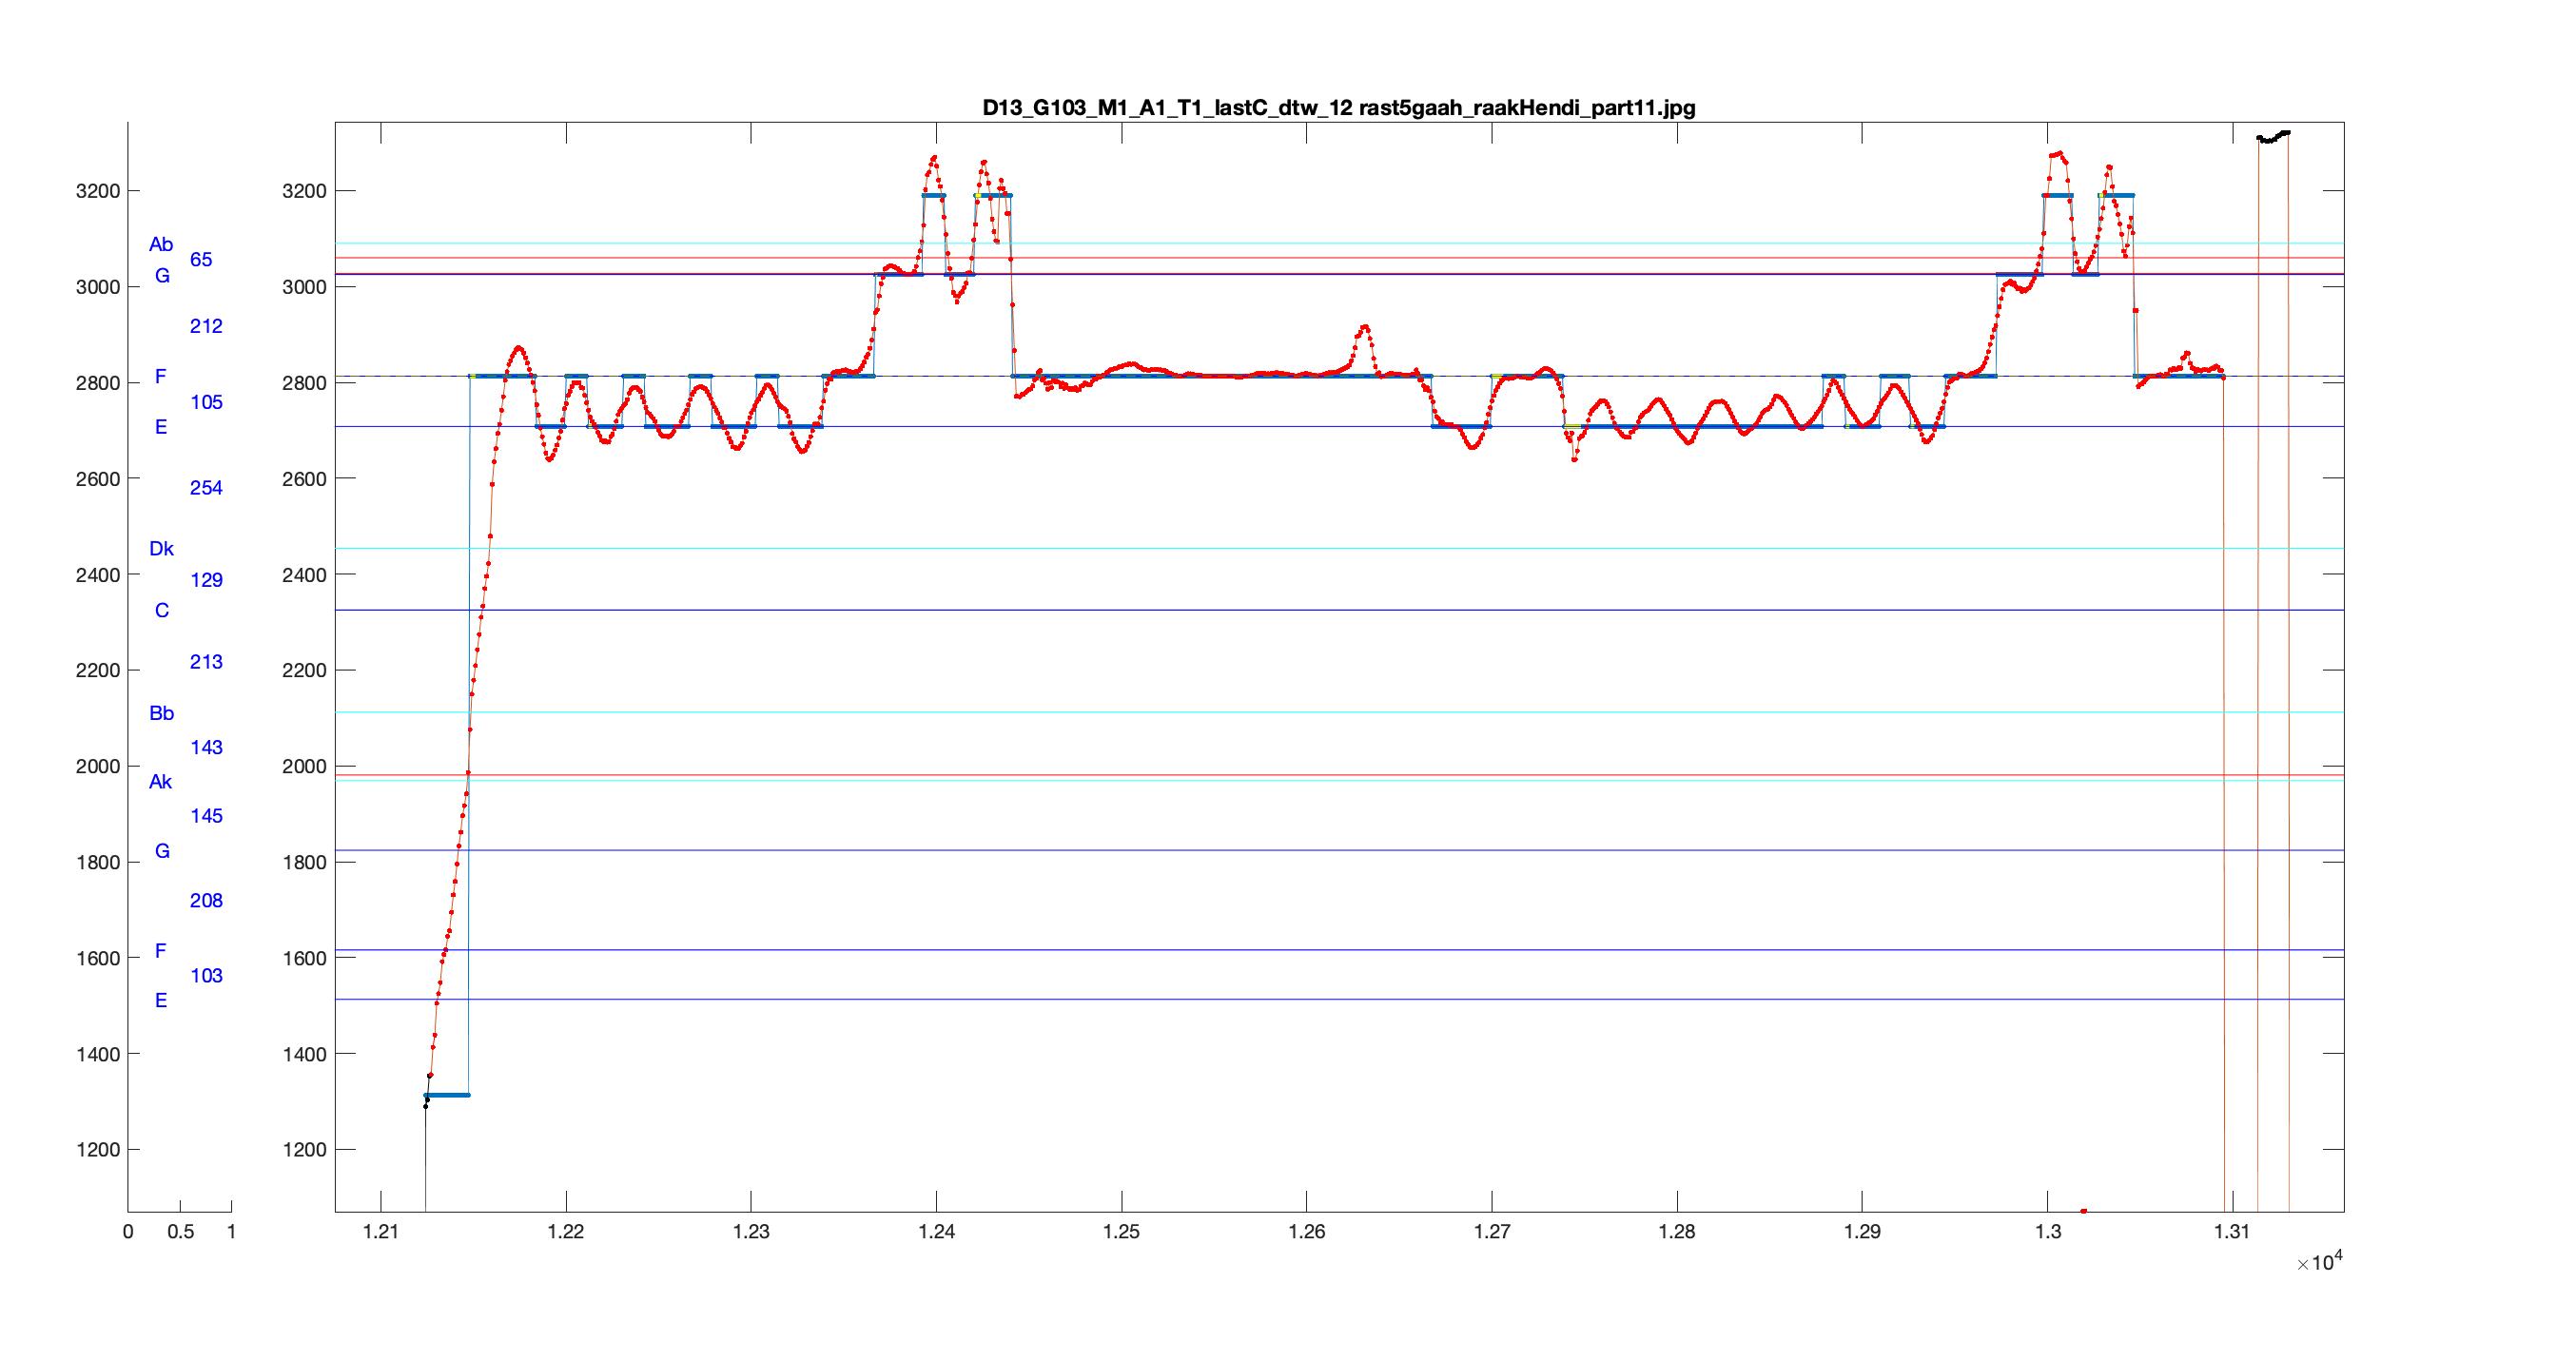 D13_G103_M1_A1_T1_lastC_dtw_12 rast5gaah_raakHendi_part11.jpg
3200 3200
Ab
65
G
3000 3000
212
F
2800 2800
105
E
2600 2600
254
Dk
2400 2400
129
C
2200 2200
213
Bb
143
2000 2000
Ak
145
G
1800 1800
208
F
1600 1600
103
E
1400 1400
1200 1200
0 0.5 1 1.21 1.22 1.23 1.24 1.25 1.26 1.27 1.28 1.29 1.3 1.31
×10^4